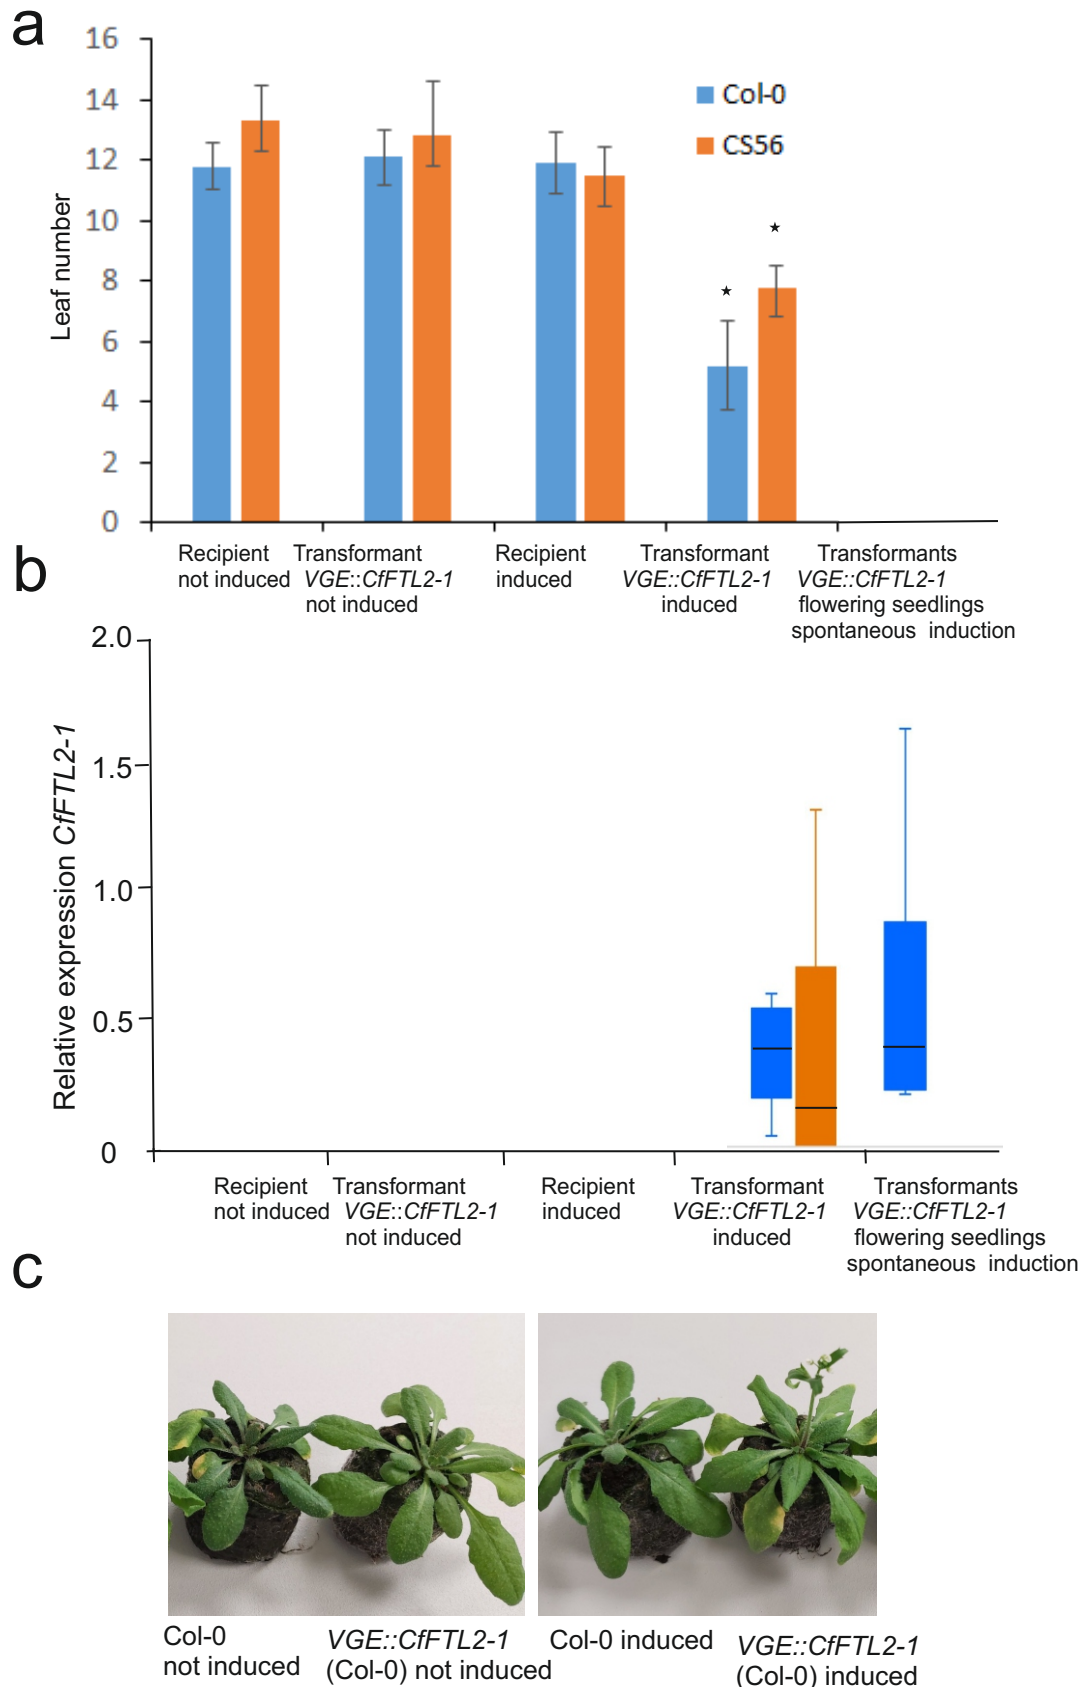 a
16
14
12
10
8
6
4
2
0
Leaf number
Col-0
CS56
★
★
Recipient
not induced
Transformant
VGE::CfFTL2-1
not induced
Recipient
induced
Transformant
VGE::CfFTL2-1
induced
Transformants
VGE::CfFTL2-1
flowering seedlings
spontaneous induction
b
2.0
1.5
1.0
0.5
0
Relative expression CfFTL2-1
Recipient
not induced
Transformant
VGE::CfFTL2-1
not induced
Recipient
induced
Transformant
VGE::CfFTL2-1
induced
Transformants
VGE::CfFTL2-1
flowering seedlings
spontaneous induction
c
Col-0
not induced
VGE::CfFTL2-1
(Col-0) not induced
Col-0 induced
VGE::CfFTL2-1
(Col-0) induced